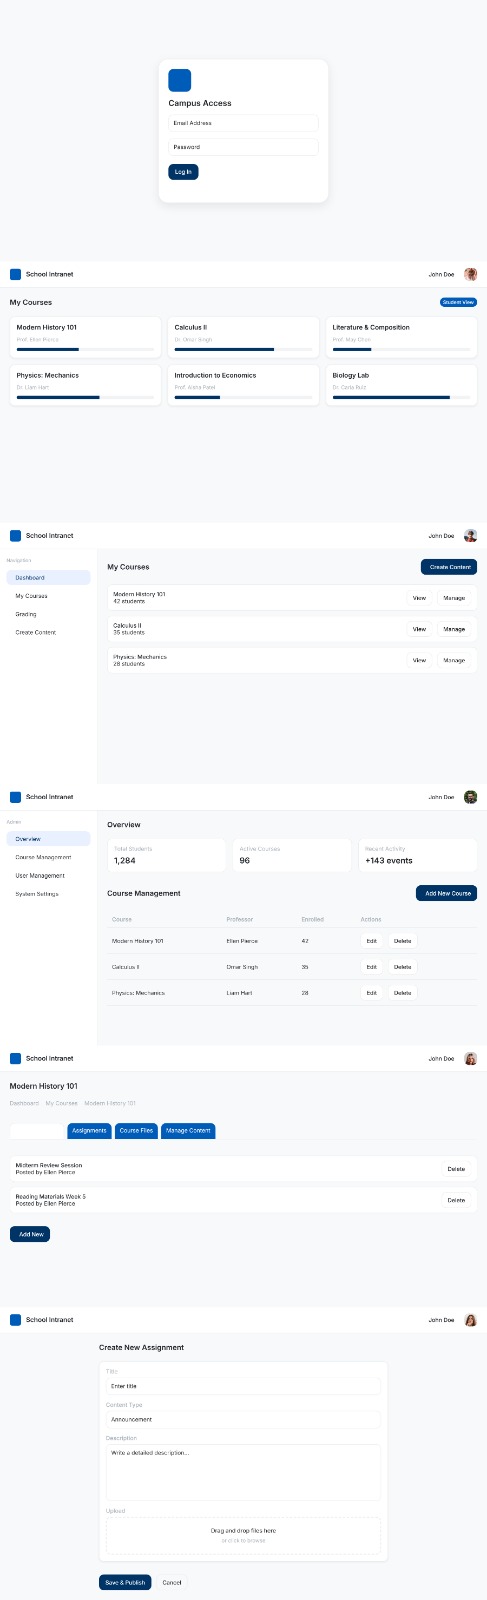 Campus Access
Email Address
Password
Log In
School Intranet
John Doe
My Courses
Student View
Modern History 101
Prof. Ellen Pierce
Calculus II
Dr. Omar Singh
Literature & Composition
Prof. May Chen
Physics: Mechanics
Dr. Liam Hart
Introduction to Economics
Prof. Aisha Patel
Biology Lab
Dr. Carla Ruiz
School Intranet
John Doe
Navigation
Dashboard
My Courses
Grading
Create Content
My Courses
Create Content
Modern History 101
42 students
View
Manage
Calculus II
35 students
View
Manage
Physics: Mechanics
28 students
View
Manage
School Intranet
John Doe
Overview
Course Management
User Management
System Settings
Overview
Total Students
1,284
Active Courses
96
Recent Activity
+143 events
Course Management
Add New Course
Course Professor Enrolled Actions
Modern History 101 Ellen Pierce 42 Edit Delete
Calculus II Omar Singh 35 Edit Delete
Physics: Mechanics Liam Hart 28 Edit Delete
School Intranet
John Doe
Modern History 101
Dashboard My Courses Modern History 101
Assignments
Course Files
Manage Content
Midterm Review Session
Posted by Ellen Pierce
Delete
Reading Materials Week 5
Posted by Ellen Pierce
Delete
Add New
School Intranet
John Doe
Create New Assignment
Title
Enter title
Content Type
Announcement
Description
Write a detailed description...
Upload
Drag and drop files here
or click to browse
Save & Publish
Cancel